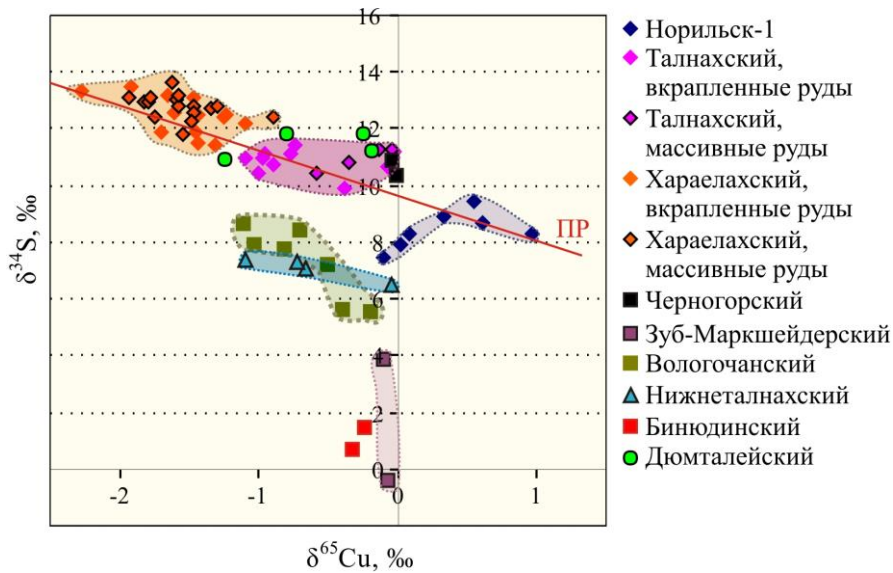 16
14
12
10
8
6
4
2
0
-2
-1
0
1
δ³⁴S, ‰
δ⁶⁵Cu, ‰
ПР
Норильск-1
Талнахский,
вкрапленные руды
Талнахский,
массивные руды
Хараелахский,
вкрапленные руды
Хараелахский,
массивные руды
Черногорский
Зуб-Маркшейдерский
Вологочанский
Нижнеталнахский
Бинюдинский
Дюмталейский